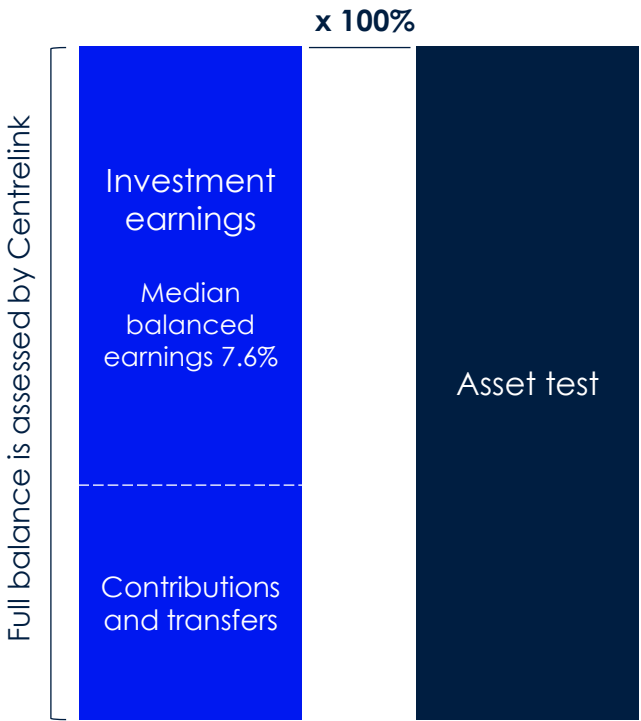 x 100%
Full balance is assessed by Centrelink
Investment
earnings
Median
balanced
earnings 7.6%
Contributions
and transfers
Asset test